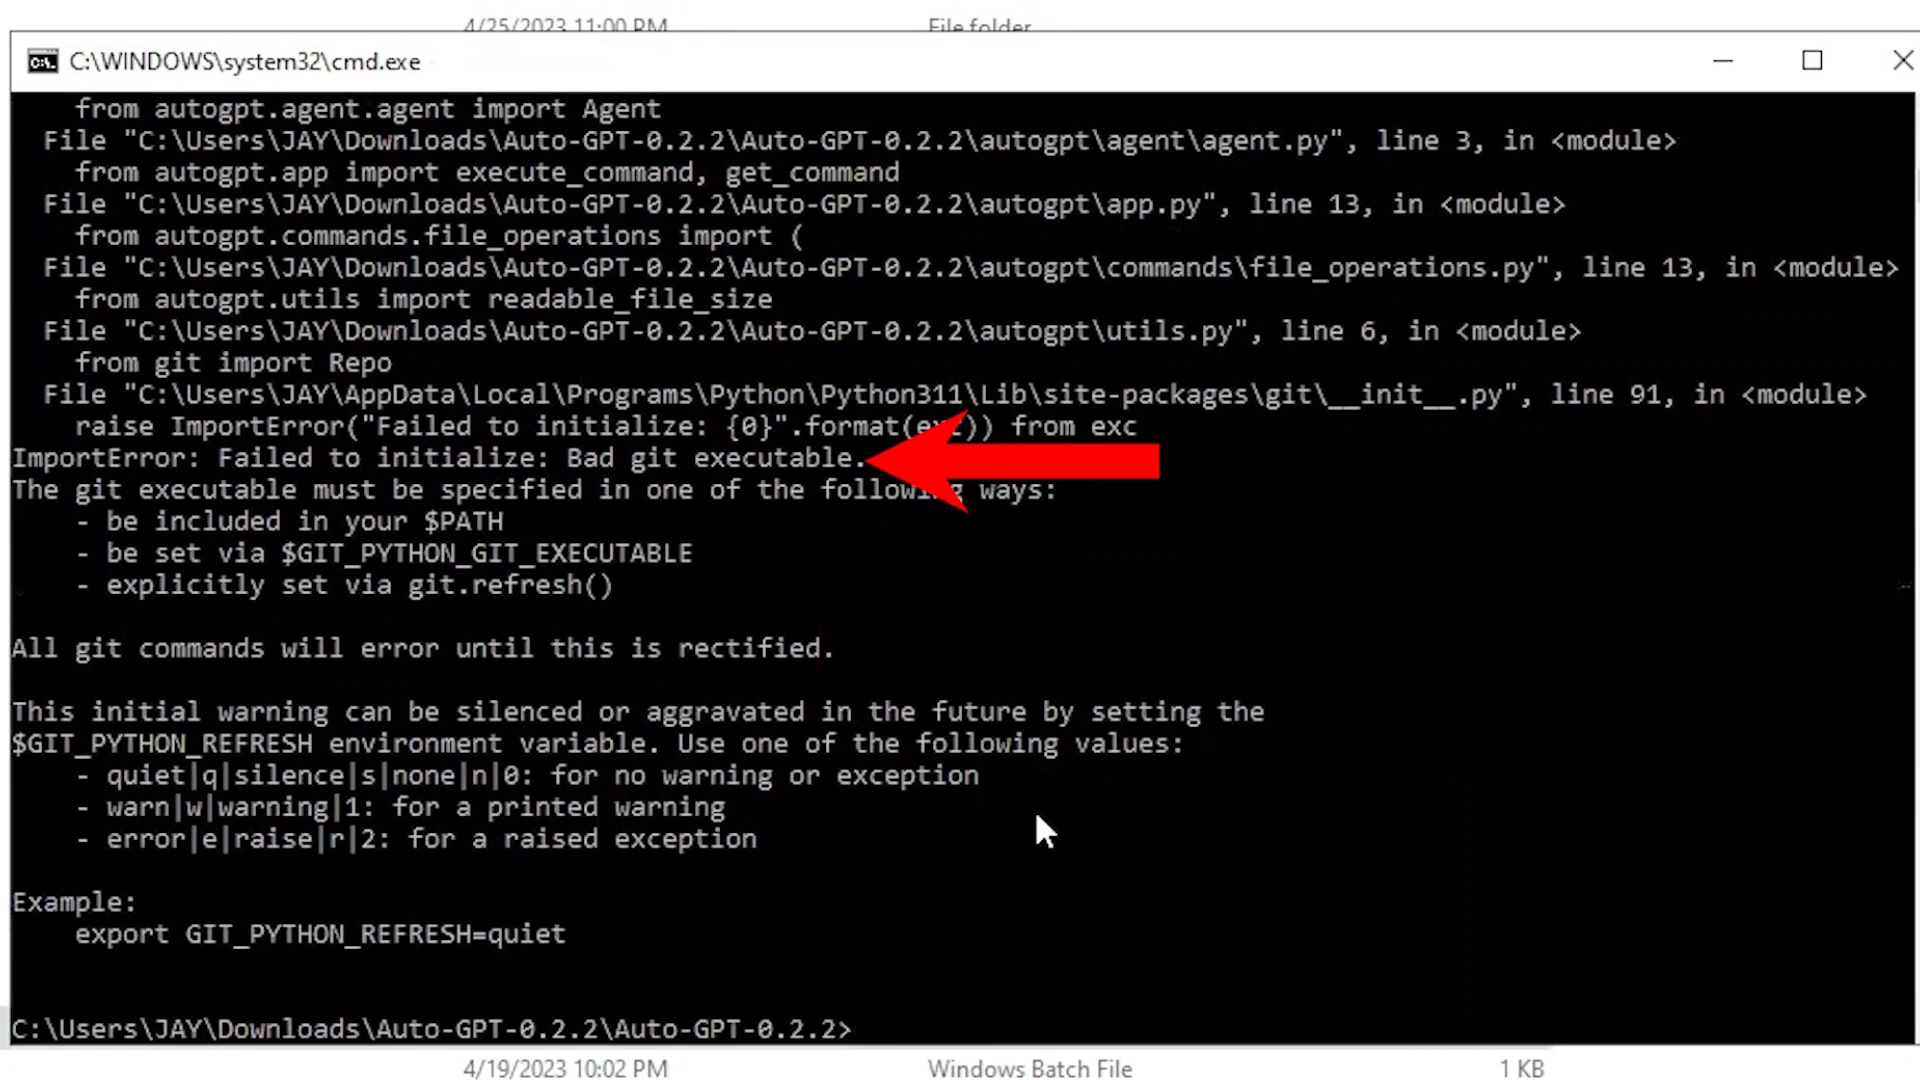 4/25/2023 11:00 PM File folder
C:\WINDOWS\system32\cmd.exe
from autogpt.agent.agent import Agent
File "C:\Users\JAY\Downloads\Auto-GPT-0.2.2\Auto-GPT-0.2.2\autogpt\agent\agent.py", line 3, in <module>
from autogpt.app import execute_command, get_command
File "C:\Users\JAY\Downloads\Auto-GPT-0.2.2\Auto-GPT-0.2.2\autogpt\app.py", line 13, in <module>
from autogpt.commands.file_operations import (
File "C:\Users\JAY\Downloads\Auto-GPT-0.2.2\Auto-GPT-0.2.2\autogpt\commands\file_operations.py", line 13, in <module>
from autogpt.utils import readable_file_size
File "C:\Users\JAY\Downloads\Auto-GPT-0.2.2\Auto-GPT-0.2.2\autogpt\utils.py", line 6, in <module>
from git import Repo
File "C:\Users\JAY\AppData\Local\Programs\Python\Python311\Lib\site-packages\git\__init__.py", line 91, in <module>
raise ImportError("Failed to initialize: {0}".format(exc)) from exc
ImportError: Failed to initialize: Bad git executable.
The git executable must be specified in one of the following ways:
- be included in your $PATH
- be set via $GIT_PYTHON_GIT_EXECUTABLE
- explicitly set via git.refresh()
All git commands will error until this is rectified.
This initial warning can be silenced or aggravated in the future by setting the
$GIT_PYTHON_REFRESH environment variable. Use one of the following values:
- quiet|q|silence|s|none|n|0: for no warning or exception
- warn|w|warning|1: for a printed warning
- error|e|raise|r|2: for a raised exception
Example:
export GIT_PYTHON_REFRESH=quiet
C:\Users\JAY\Downloads\Auto-GPT-0.2.2\Auto-GPT-0.2.2>
4/19/2023 10:02 PM Windows Batch File 1 KB